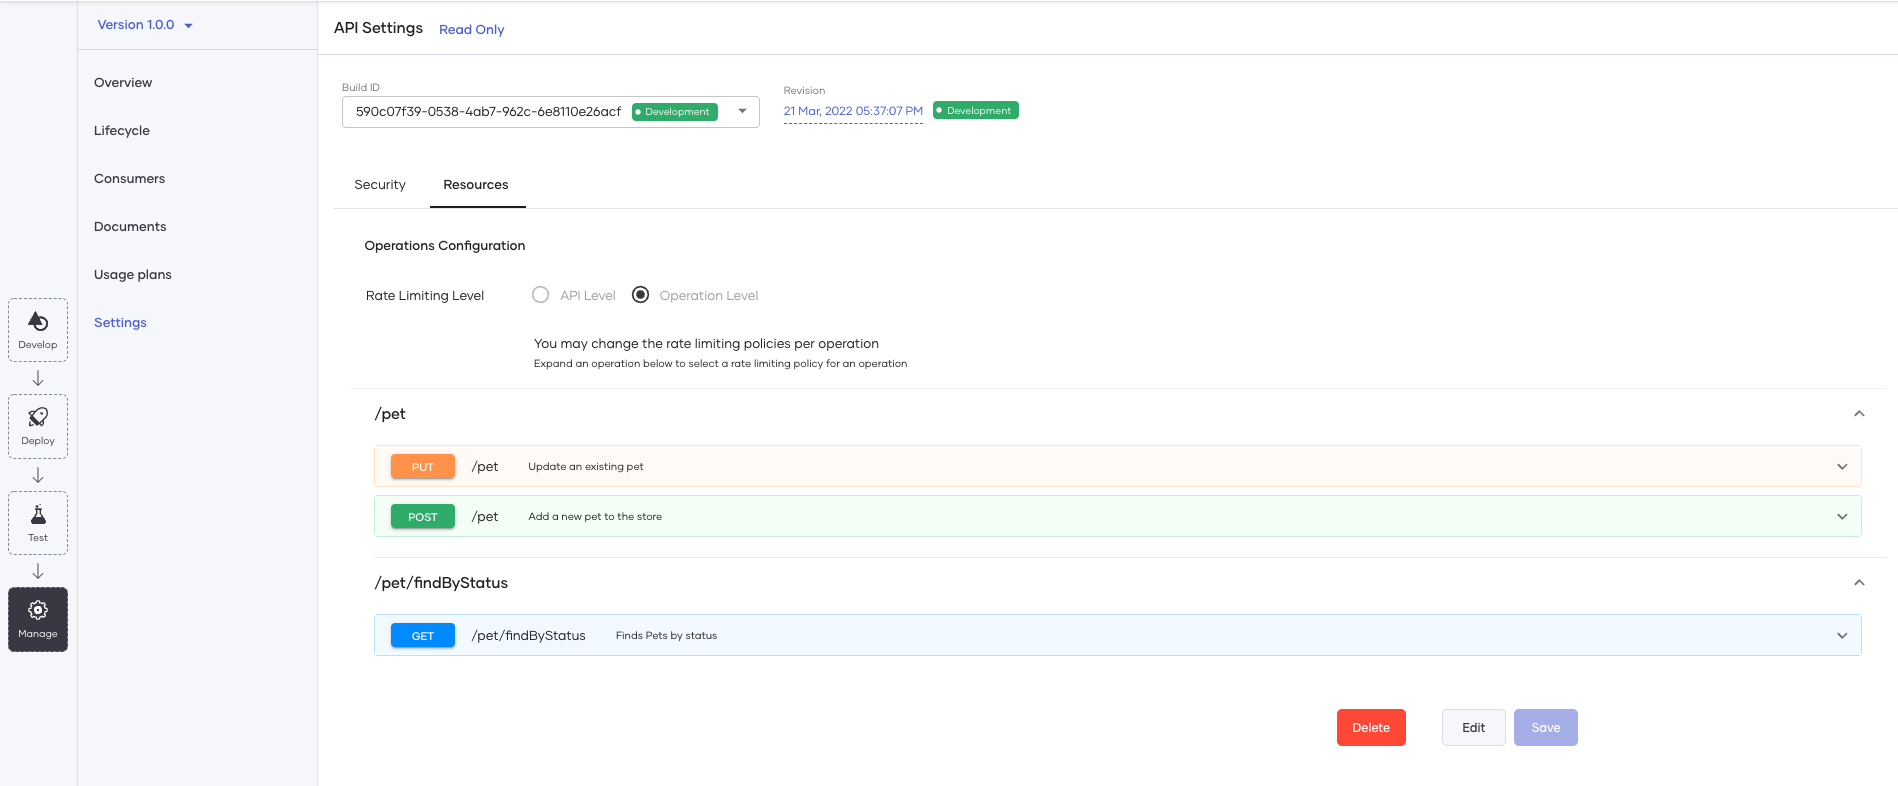 Version 1.0.0
Overview
Lifecycle
Consumers
Documents
Usage plans
Settings
Develop
Deploy
Test
Manage
API Settings Read Only
Build ID
590c07f39-0538-4ab7-962c-6e8110e26acf Development
Revision
21 Mar, 2022 05:37:07 PM Development
Security Resources
Operations Configuration
Rate Limiting Level API Level Operation Level
You may change the rate limiting policies per operation
Expand an operation below to select a rate limiting policy for an operation
/pet
PUT /pet Update an existing pet
POST /pet Add a new pet to the store
/pet/findByStatus
GET /pet/findByStatus Finds Pets by status
Delete Edit Save